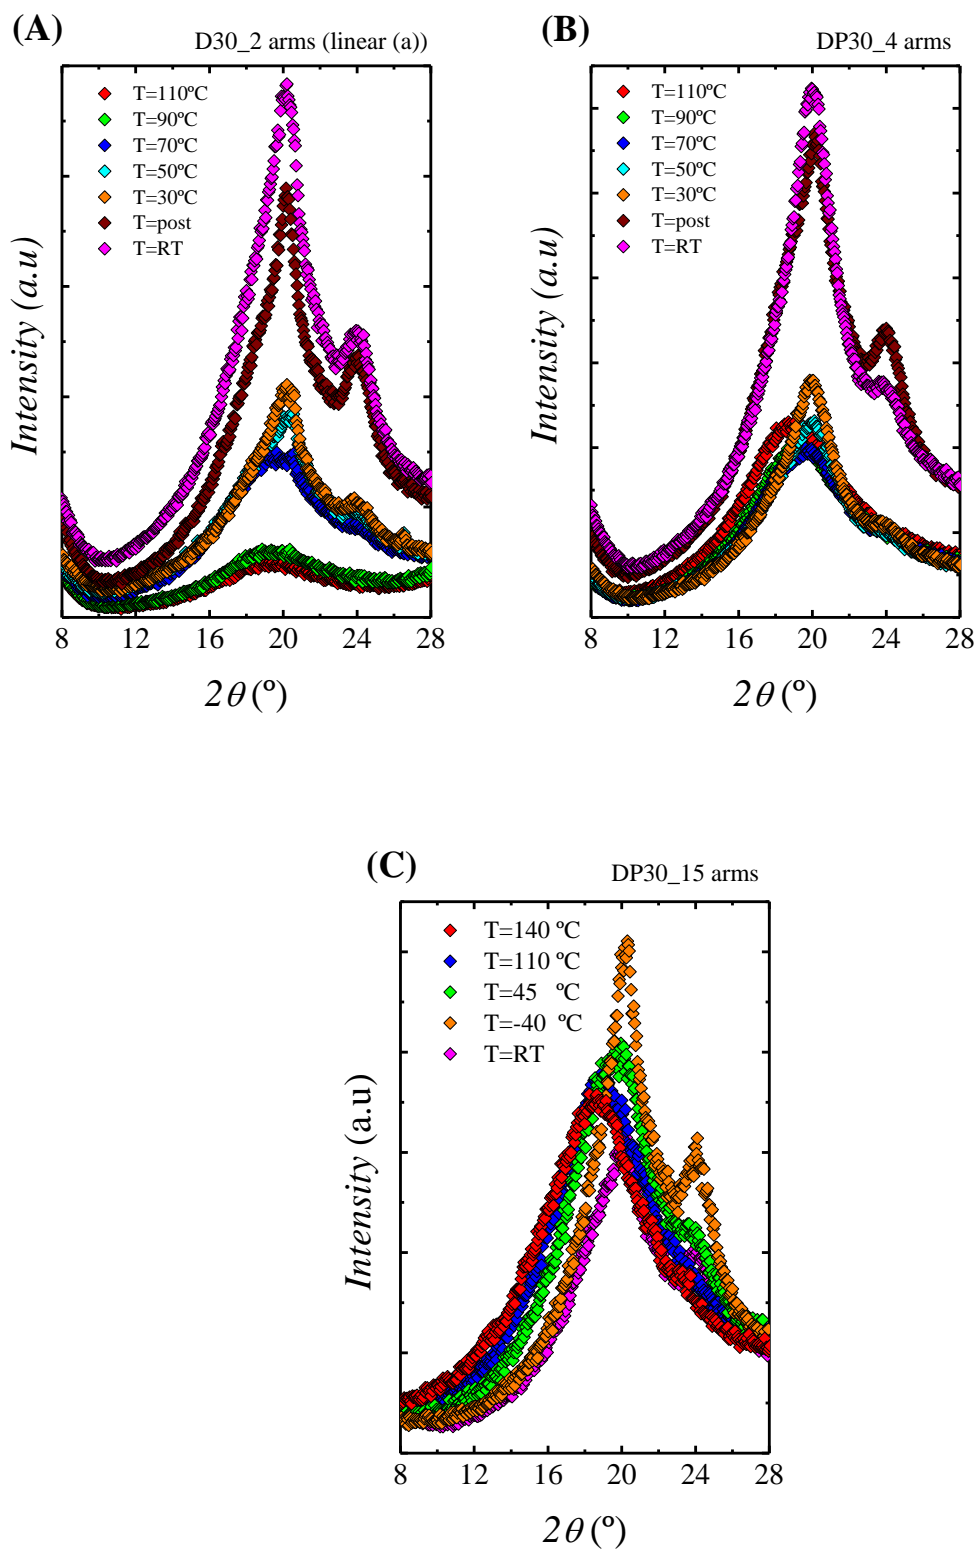 (A)
D30_2 arms (linear (a))
T=110ºC
T=90ºC
T=70ºC
T=50ºC
T=30ºC
T=post
T=RT
Intensity (a.u)
8 12 16 20 24 28
2θ (º)
(B)
DP30_4 arms
T=110ºC
T=90ºC
T=70ºC
T=50ºC
T=30ºC
T=post
T=RT
Intensity (a.u)
8 12 16 20 24 28
2θ (º)
(C)
DP30_15 arms
T=140 ºC
T=110 ºC
T=45 ºC
T=-40 ºC
T=RT
Intensity (a.u)
8 12 16 20 24 28
2θ (º)